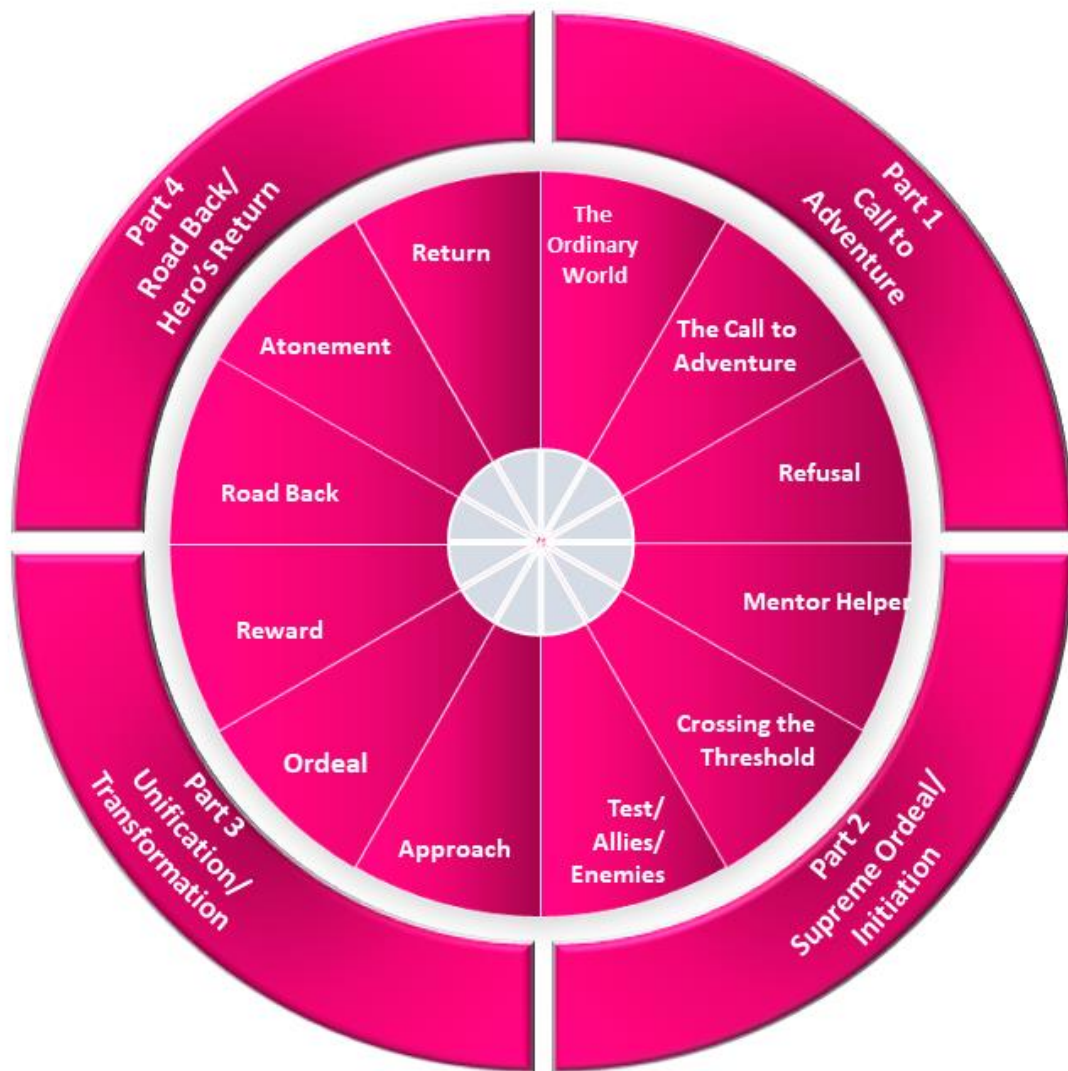 Part 1
Call to
Adventure
The
Ordinary
World
The Call to
Adventure
Refusal
Mentor Helper
Crossing the
Threshold
Test/
Allies/
Enemies
Part 2
Supreme Ordeal/
Initiation
Approach
Ordeal
Reward
Part 3
Unification/
Transformation
Road Back
Atonement
Return
Part 4
Road Back/
Hero's Return